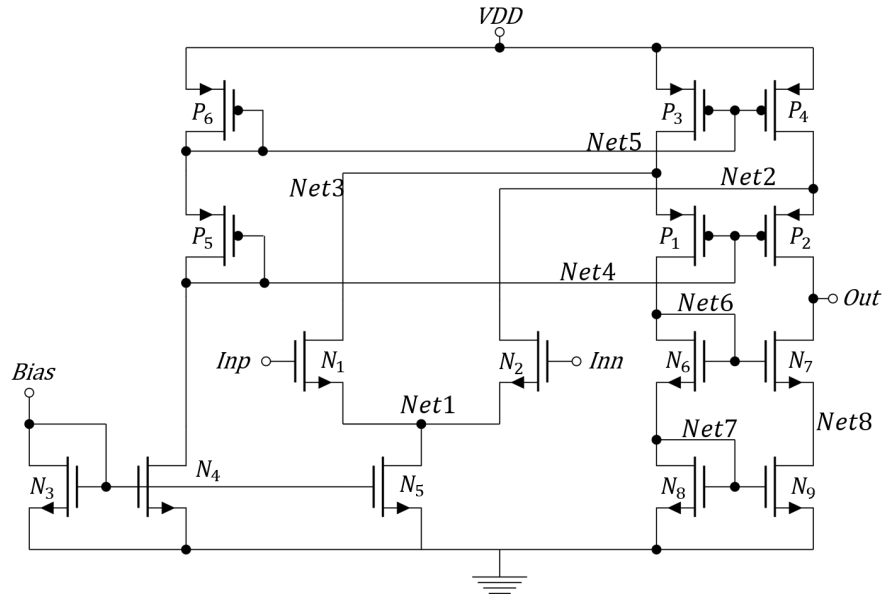 VDD
P6
P3
P4
Net5
Net3
Net2
P5
P1
P2
Net4
Net6
Out
Inp
N1
N2
Inn
N6
N7
Bias
Net1
Net7
Net8
N3
N4
N5
N8
N9